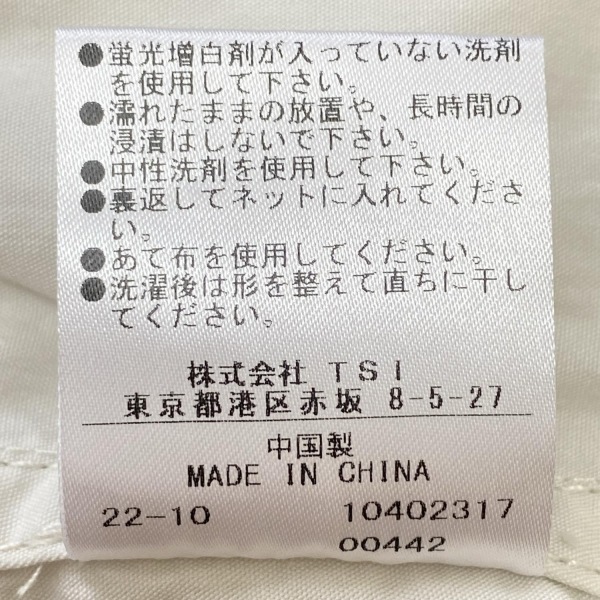 ●蛍光増白剤が入っていない洗剤
を使用して下さい。
●濡れたままの放置や、長時間の
浸漬はしないで下さい。
●中性洗剤を使用して下さい。
●裏返してネットに入れてくださ
い。
●あて布を使用してください。
●洗濯後は形を整えて直ちに干し
てください。
株式会社 TSI
東京都港区赤坂 8-5-27
中国製
MADE IN CHINA
22-10 10402317
00442